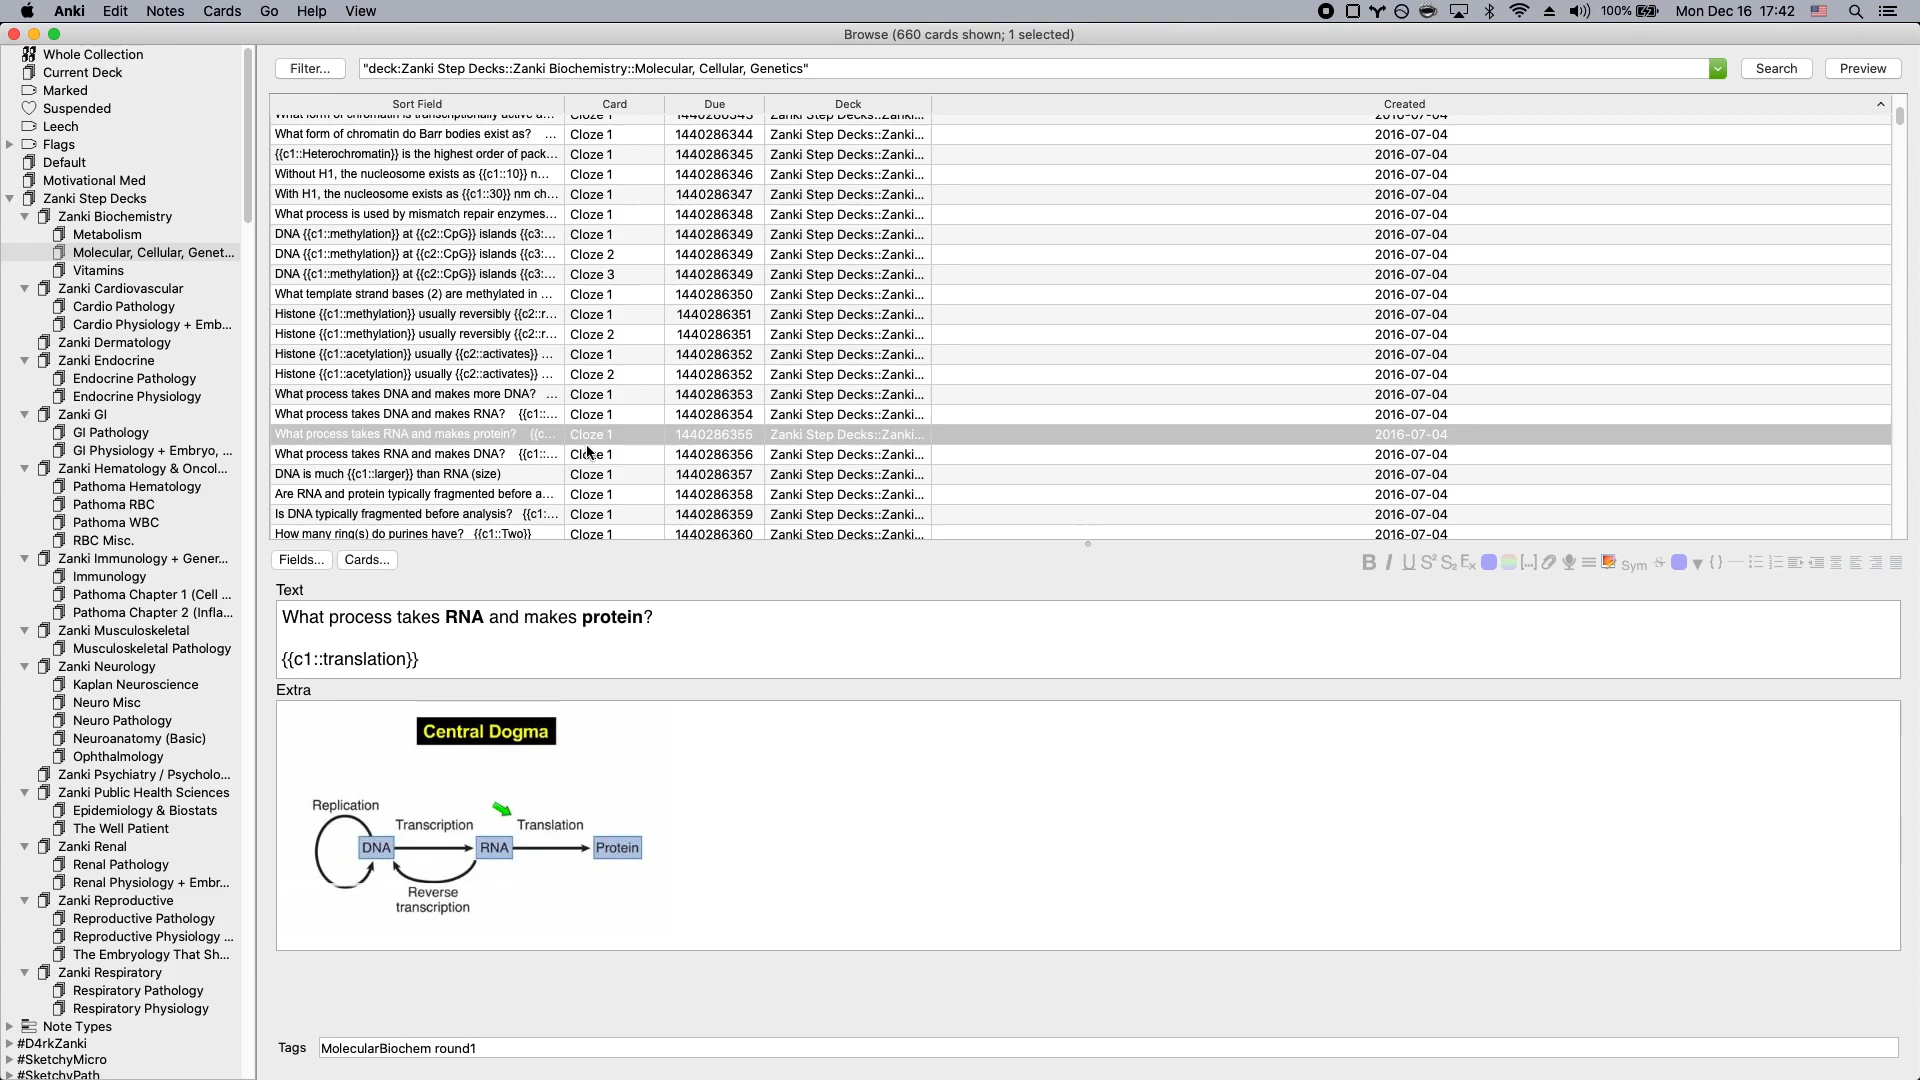 Anki Edit Notes Cards Go Help View 100% Mon Dec 16 17:42
Browse (660 cards shown; 1 selected)
Whole Collection
Current Deck
Marked
Suspended
Leech
Flags
Default
Motivational Med
Zanki Step Decks
Zanki Biochemistry
Metabolism
Molecular, Cellular, Genet...
Vitamins
Zanki Cardiovascular
Cardio Pathology
Cardio Physiology + Emb...
Zanki Dermatology
Zanki Endocrine
Endocrine Pathology
Endocrine Physiology
Zanki GI
GI Pathology
GI Physiology + Embryo, ...
Zanki Hematology & Oncol...
Pathoma Hematology
Pathoma RBC
Pathoma WBC
RBC Misc.
Zanki Immunology + Gener...
Immunology
Pathoma Chapter 1 (Cell ...
Pathoma Chapter 2 (Infla...
Zanki Musculoskeletal
Musculoskeletal Pathology
Zanki Neurology
Kaplan Neuroscience
Neuro Misc
Neuro Pathology
Neuroanatomy (Basic)
Ophthalmology
Zanki Psychiatry / Psycholo...
Zanki Public Health Sciences
Epidemiology & Biostats
The Well Patient
Zanki Renal
Renal Pathology
Renal Physiology + Embr...
Zanki Reproductive
Reproductive Pathology
Reproductive Physiology ...
The Embryology That Sh...
Zanki Respiratory
Respiratory Pathology
Respiratory Physiology
Note Types
#D4rkZanki
#SketchyMicro
#SketchyPath
Filter... "deck:Zanki Step Decks::Zanki Biochemistry::Molecular, Cellular, Genetics" Search Preview
Sort Field Card Due Deck Created
What form of chromatin is transcriptionally active a... Cloze 1 1440286343 Zanki Step Decks::Zanki... 2016-07-04
What form of chromatin do Barr bodies exist as? ... Cloze 1 1440286344 Zanki Step Decks::Zanki... 2016-07-04
{{c1::Heterochromatin}} is the highest order of pack... Cloze 1 1440286345 Zanki Step Decks::Zanki... 2016-07-04
Without H1, the nucleosome exists as {{c1::10}} n... Cloze 1 1440286346 Zanki Step Decks::Zanki... 2016-07-04
With H1, the nucleosome exists as {{c1::30}} nm ch... Cloze 1 1440286347 Zanki Step Decks::Zanki... 2016-07-04
What process is used by mismatch repair enzymes... Cloze 1 1440286348 Zanki Step Decks::Zanki... 2016-07-04
DNA {{c1::methylation}} at {{c2::CpG}} islands {{c3:... Cloze 1 1440286349 Zanki Step Decks::Zanki... 2016-07-04
DNA {{c1::methylation}} at {{c2::CpG}} islands {{c3:... Cloze 2 1440286349 Zanki Step Decks::Zanki... 2016-07-04
DNA {{c1::methylation}} at {{c2::CpG}} islands {{c3:... Cloze 3 1440286349 Zanki Step Decks::Zanki... 2016-07-04
What template strand bases (2) are methylated in ... Cloze 1 1440286350 Zanki Step Decks::Zanki... 2016-07-04
Histone {{c1::methylation}} usually reversibly {{c2::r... Cloze 1 1440286351 Zanki Step Decks::Zanki... 2016-07-04
Histone {{c1::methylation}} usually reversibly {{c2::r... Cloze 2 1440286351 Zanki Step Decks::Zanki... 2016-07-04
Histone {{c1::acetylation}} usually {{c2::activates}} ... Cloze 1 1440286352 Zanki Step Decks::Zanki... 2016-07-04
Histone {{c1::acetylation}} usually {{c2::activates}} ... Cloze 2 1440286352 Zanki Step Decks::Zanki... 2016-07-04
What process takes DNA and makes more DNA? ... Cloze 1 1440286353 Zanki Step Decks::Zanki... 2016-07-04
What process takes DNA and makes RNA? {{c1::... Cloze 1 1440286354 Zanki Step Decks::Zanki... 2016-07-04
What process takes RNA and makes protein? {{c... Cloze 1 1440286355 Zanki Step Decks::Zanki... 2016-07-04
What process takes RNA and makes DNA? {{c1::... Cloze 1 1440286356 Zanki Step Decks::Zanki... 2016-07-04
DNA is much {{c1::larger}} than RNA (size) Cloze 1 1440286357 Zanki Step Decks::Zanki... 2016-07-04
Are RNA and protein typically fragmented before a... Cloze 1 1440286358 Zanki Step Decks::Zanki... 2016-07-04
Is DNA typically fragmented before analysis? {{c1:... Cloze 1 1440286359 Zanki Step Decks::Zanki... 2016-07-04
How many ring(s) do purines have? {{c1::Two}} Cloze 1 1440286360 Zanki Step Decks::Zanki... 2016-07-04
Fields... Cards... B I U S² S₂ Ex [...] Sym S { }
Text
What process takes RNA and makes protein?
{{c1::translation}}
Extra
Central Dogma
Replication
Transcription Translation
DNA RNA Protein
Reverse
transcription
Tags MolecularBiochem round1